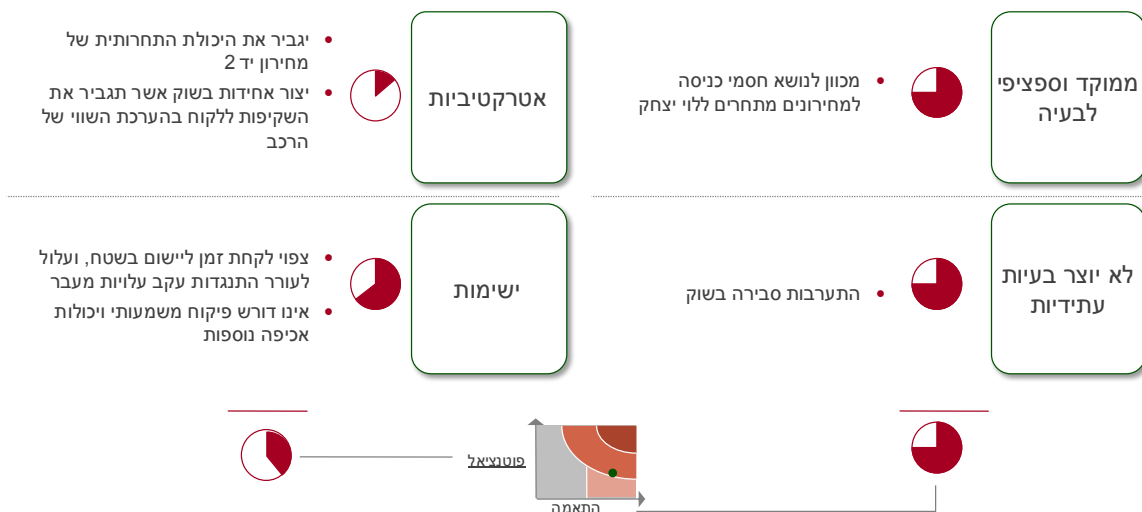 ממוקד וספציפי
לבעיה
מכוון לנושא חסמי כניסה
למחירונים מתחרים ללוי יצחק
אטרקטיביות
יגביר את היכולת התחרותית של
מחירון יד 2
יצור אחידות בשוק אשר תגביר את
השקיפות ללקוח בהערכת השווי של
הרכב
לא יוצר בעיות
עתידיות
התערבות סבירה בשוק
ישימות
צפוי לקחת זמן ליישום בשטח, ועלול
לעורר התנגדות עקב עלויות מעבר
אינו דורש פיקוח משמעותי ויכולות
אכיפה נוספות
פוטנציאל
התאמה